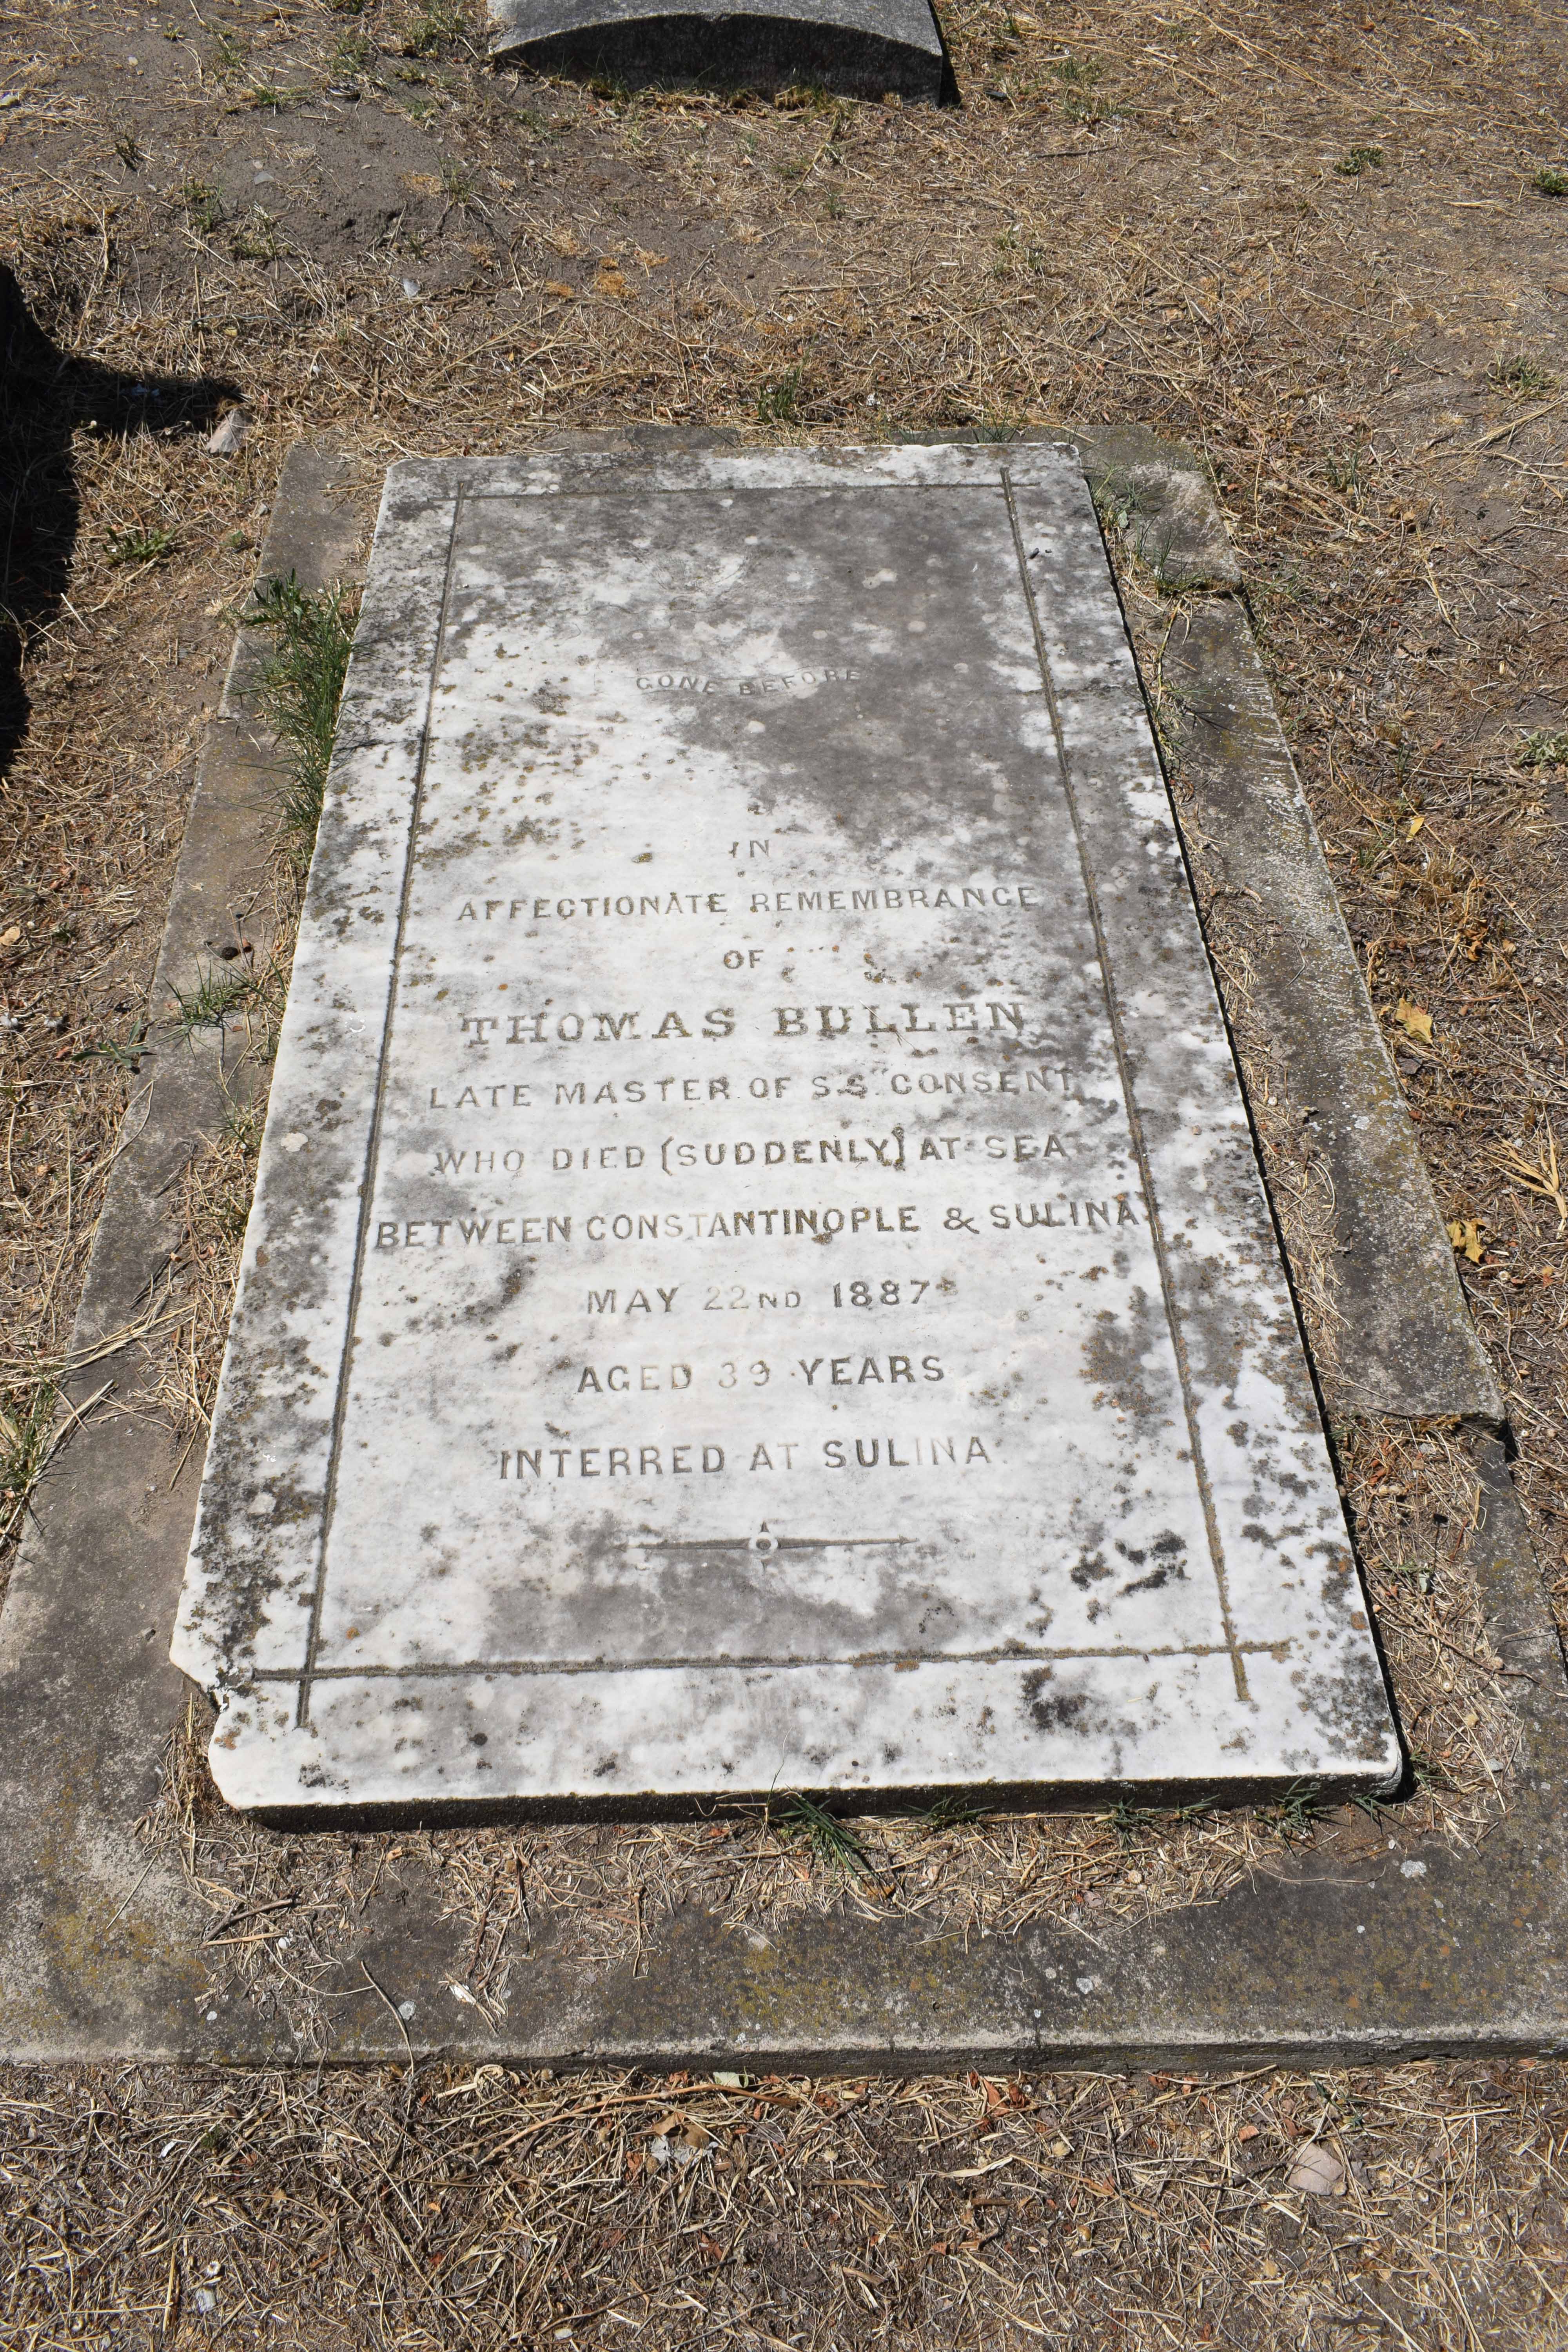 GONE BEFORE
IN
AFFECTIONATE REMEMBRANCE
OF
THOMAS BULLEN
LATE MASTER OF S.S. CONSENT
WHO DIED (SUDDENLY) AT SEA
BETWEEN CONSTANTINOPLE & SULINA
MAY 22ND 1887
AGED 39 YEARS
INTERRED AT SULINA.